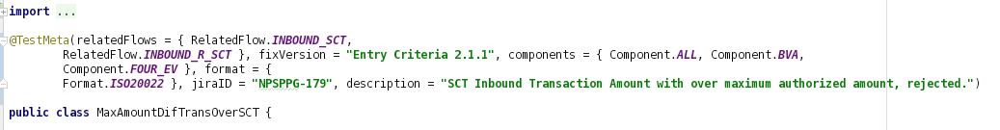 import ...
@TestMeta(relatedFlows = { RelatedFlow.INBOUND_SCT,
RelatedFlow.INBOUND_R_SCT }, fixVersion = "Entry Criteria 2.1.1", components = { Component.ALL, Component.BVA,
Component.FOUR_EV }, format = {
Format.ISO20022 }, jiraID = "NPSPPG-179", description = "SCT Inbound Transaction Amount with over maximum authorized amount, rejected.")
public class MaxAmountDifTransOverSCT {